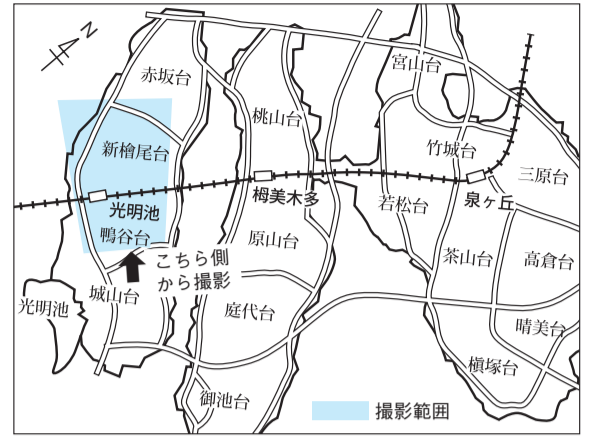 N
宮山台
赤坂台
桃山台
新檜尾台
竹城台
三原台
栂美木多
泉ヶ丘
光明池
若松台
鴨谷台
原山台
こちら側
から撮影
茶山台
高倉台
城山台
光明池
庭代台
晴美台
槇塚台
御池台
撮影範囲